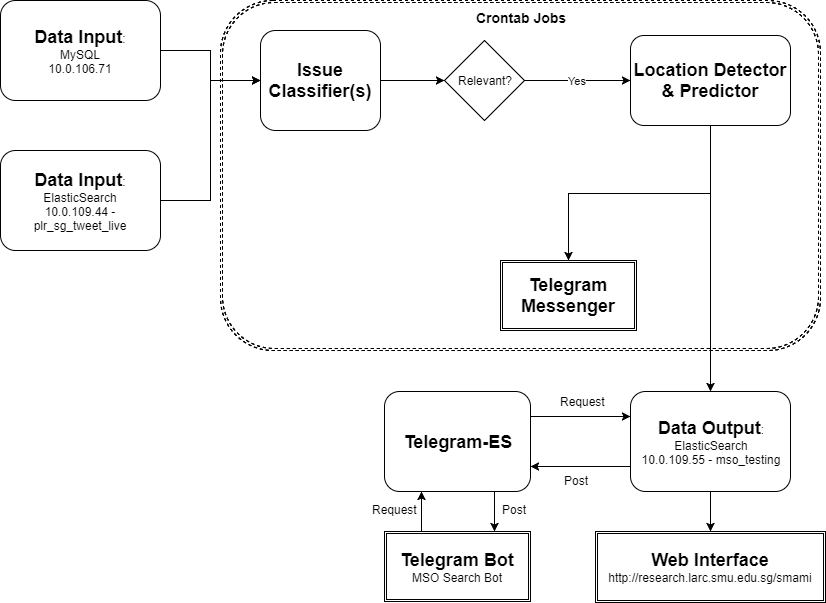 Crontab Jobs
Data Input:
MySQL
10.0.106.71
Issue
Classifier(s)
Relevant?
Yes
Location Detector
& Predictor
Data Input:
ElasticSearch
10.0.109.44 -
plr_sg_tweet_live
Telegram
Messenger
Telegram-ES
Request
Post
Data Output:
ElasticSearch
10.0.109.55 - mso_testing
Request
Post
Telegram Bot
MSO Search Bot
Web Interface
http://research.larc.smu.edu.sg/smami